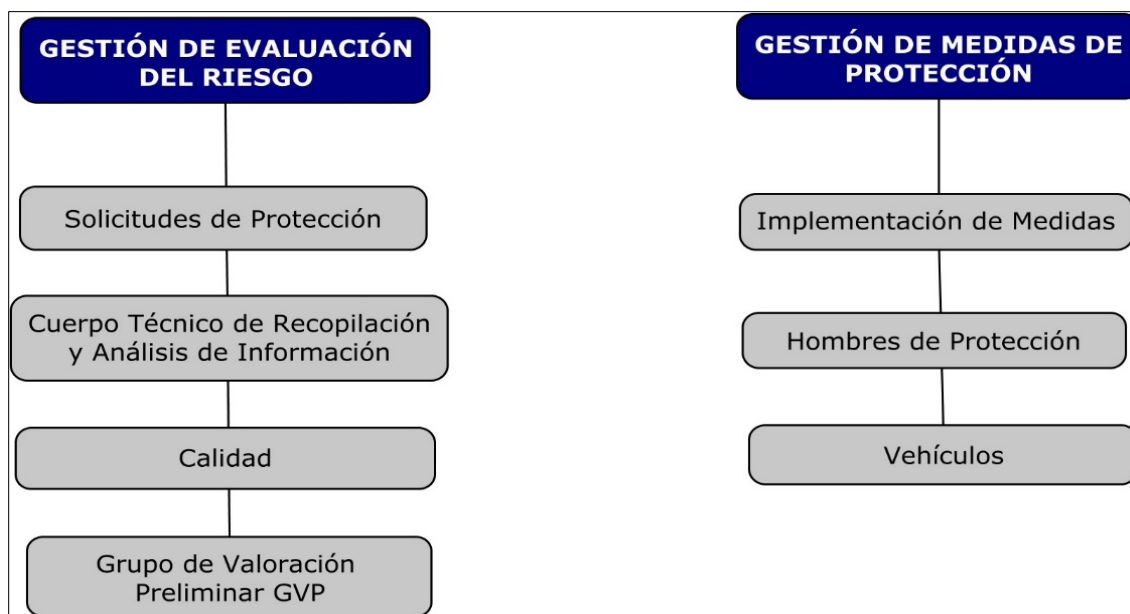 GESTIÓN DE EVALUACIÓN
DEL RIESGO
Solicitudes de Protección
Cuerpo Técnico de Recopilación
y Análisis de Información
Calidad
Grupo de Valoración
Preliminar GVP
GESTIÓN DE MEDIDAS DE
PROTECCIÓN
Implementación de Medidas
Hombres de Protección
Vehículos